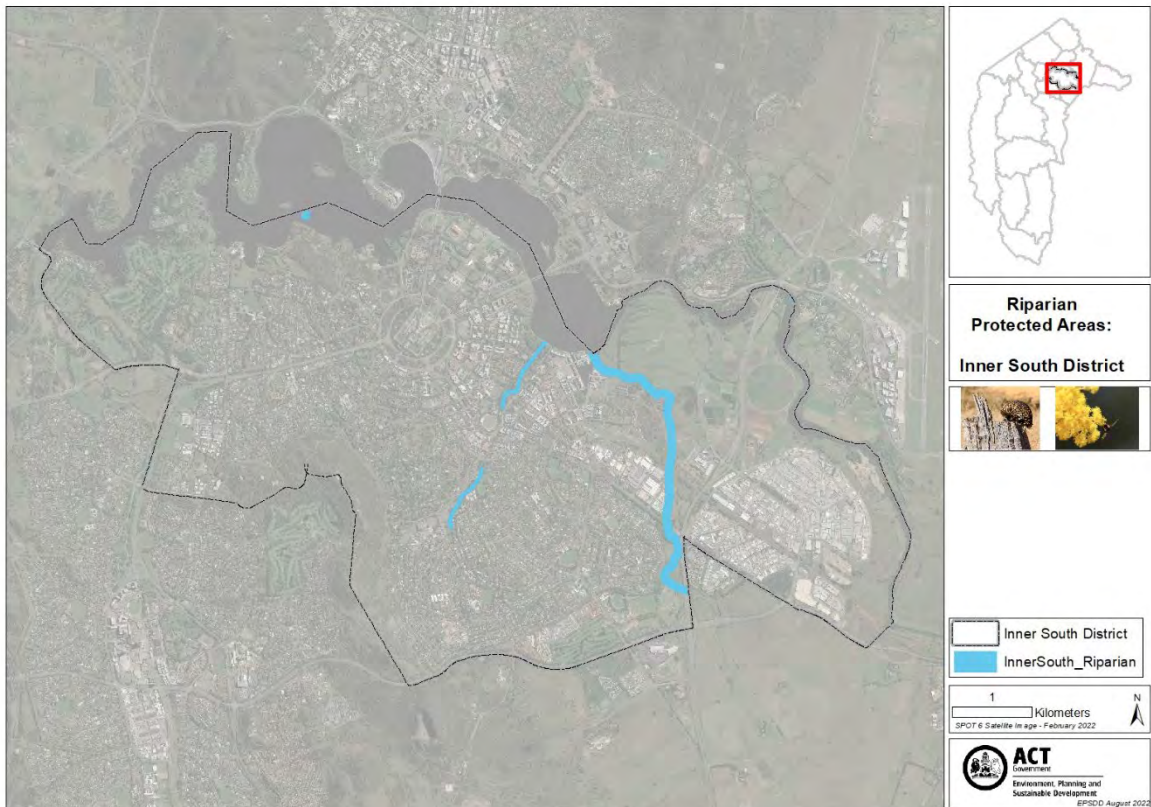 Riparian
Protected Areas:
Inner South District
Inner South District
InnerSouth_Riparian
1
Kilometers
N
SPOT 6 Satellite Image - February 2022
ACT
Government
Environment, Planning and
Sustainable Development
EPSDD August 2022